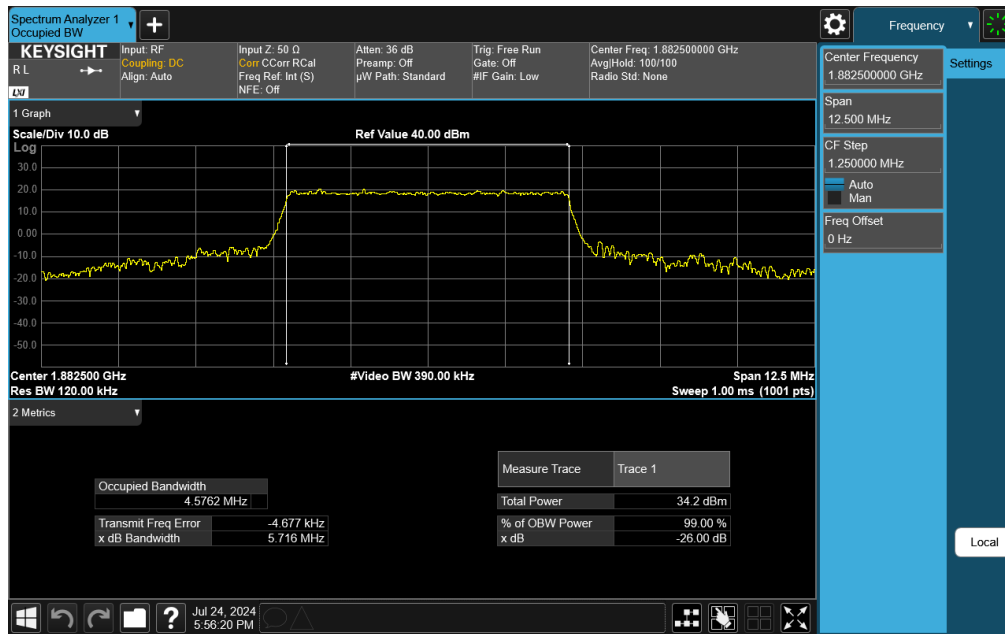 Spectrum Analyzer 1
Occupied BW
Frequency
KEYSIGHT
R L
LXI
Input: RF
Coupling: DC
Align: Auto
Input Z: 50 Ω
Corr CCorr RCal
Freq Ref: Int (S)
NFE: Off
Atten: 36 dB
Preamp: Off
µW Path: Standard
Trig: Free Run
Gate: Off
#IF Gain: Low
Center Freq: 1.882500000 GHz
Avg|Hold: 100/100
Radio Std: None
Center Frequency
1.882500000 GHz
Settings
Span
12.500 MHz
CF Step
1.250000 MHz
Auto
Man
Freq Offset
0 Hz
Local
1 Graph
Scale/Div 10.0 dB
Ref Value 40.00 dBm
Log
30.0
20.0
10.0
0.00
-10.0
-20.0
-30.0
-40.0
-50.0
Center 1.882500 GHz
#Video BW 390.00 kHz
Span 12.5 MHz
Res BW 120.00 kHz
Sweep 1.00 ms (1001 pts)
2 Metrics
Occupied Bandwidth
4.5762 MHz
Transmit Freq Error -4.677 kHz
x dB Bandwidth 5.716 MHz
Measure Trace Trace 1
Total Power 34.2 dBm
% of OBW Power 99.00 %
x dB -26.00 dB
?
Jul 24, 2024
5:56:20 PM